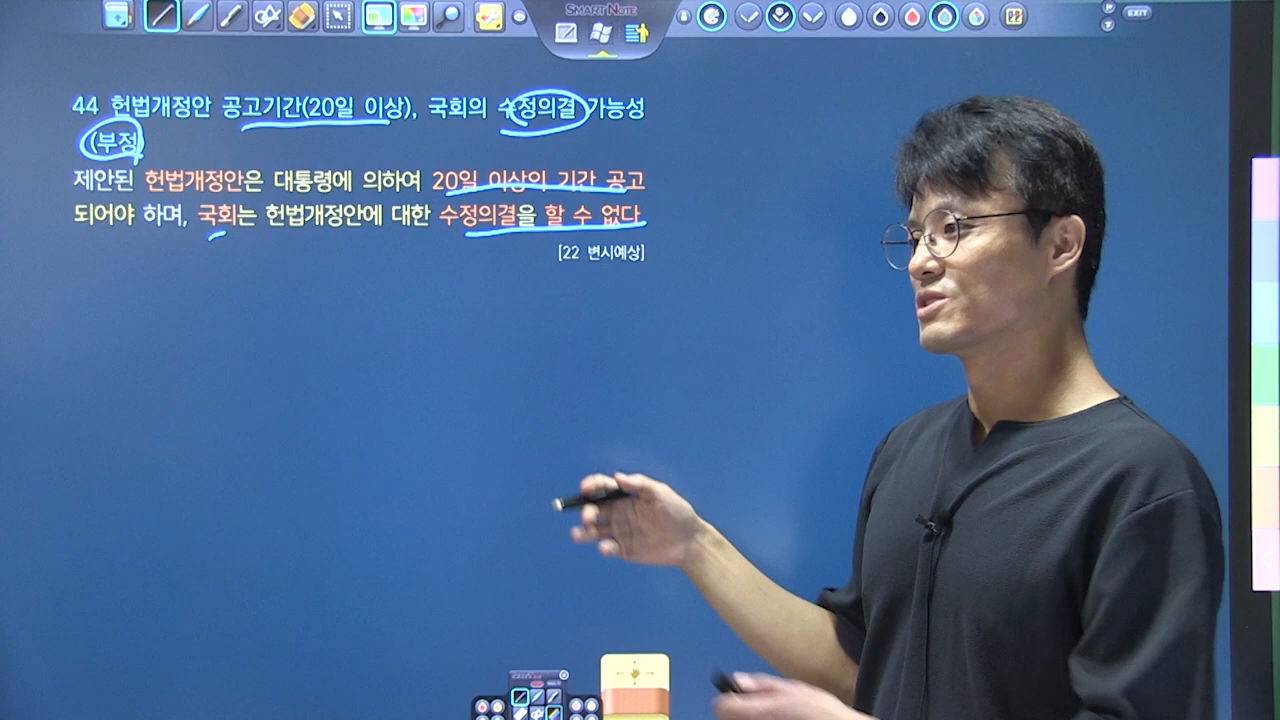 SMART NOTE
EXIT
44 헌법개정안 공고기간(20일 이상), 국회의 수정의결 가능성
(부정)
제안된 헌법개정안은 대통령에 의하여 20일 이상의 기간 공고
되어야 하며, 국회는 헌법개정안에 대한 수정의결을 할 수 없다.
[22 변시예상]